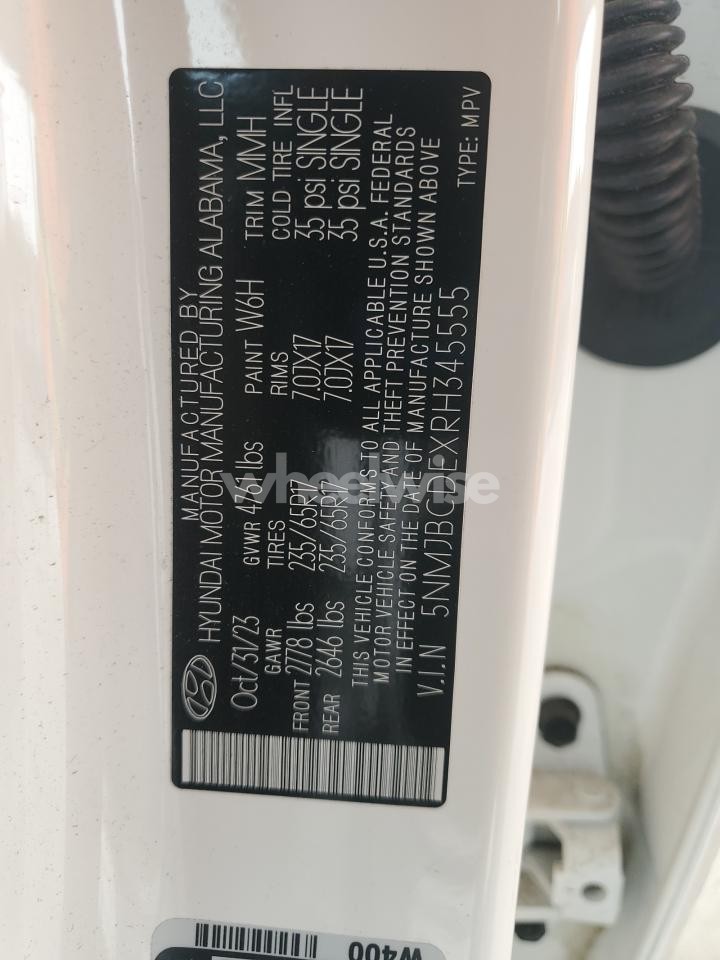 MANUFACTURED BY
HYUNDAI MOTOR MANUFACTURING ALABAMA, LLC
Oct/31/23 GVWR lbs PAINT W6H TRIM MMH
GAWR TIRES RIMS COLD TIRE INFL
FRONT 2778 lbs 235/65R17 7.0JX17 35 psi SINGLE
REAR 2646 lbs 235/65R17 7.0JX17 35 psi SINGLE
THIS VEHICLE CONFORMS TO ALL APPLICABLE U.S.A. FEDERAL
MOTOR VEHICLE SAFETY AND THEFT PREVENTION STANDARDS
IN EFFECT ON THE DATE OF MANUFACTURE SHOWN ABOVE
V.I.N TYPE: MPV
wheelwise
W400